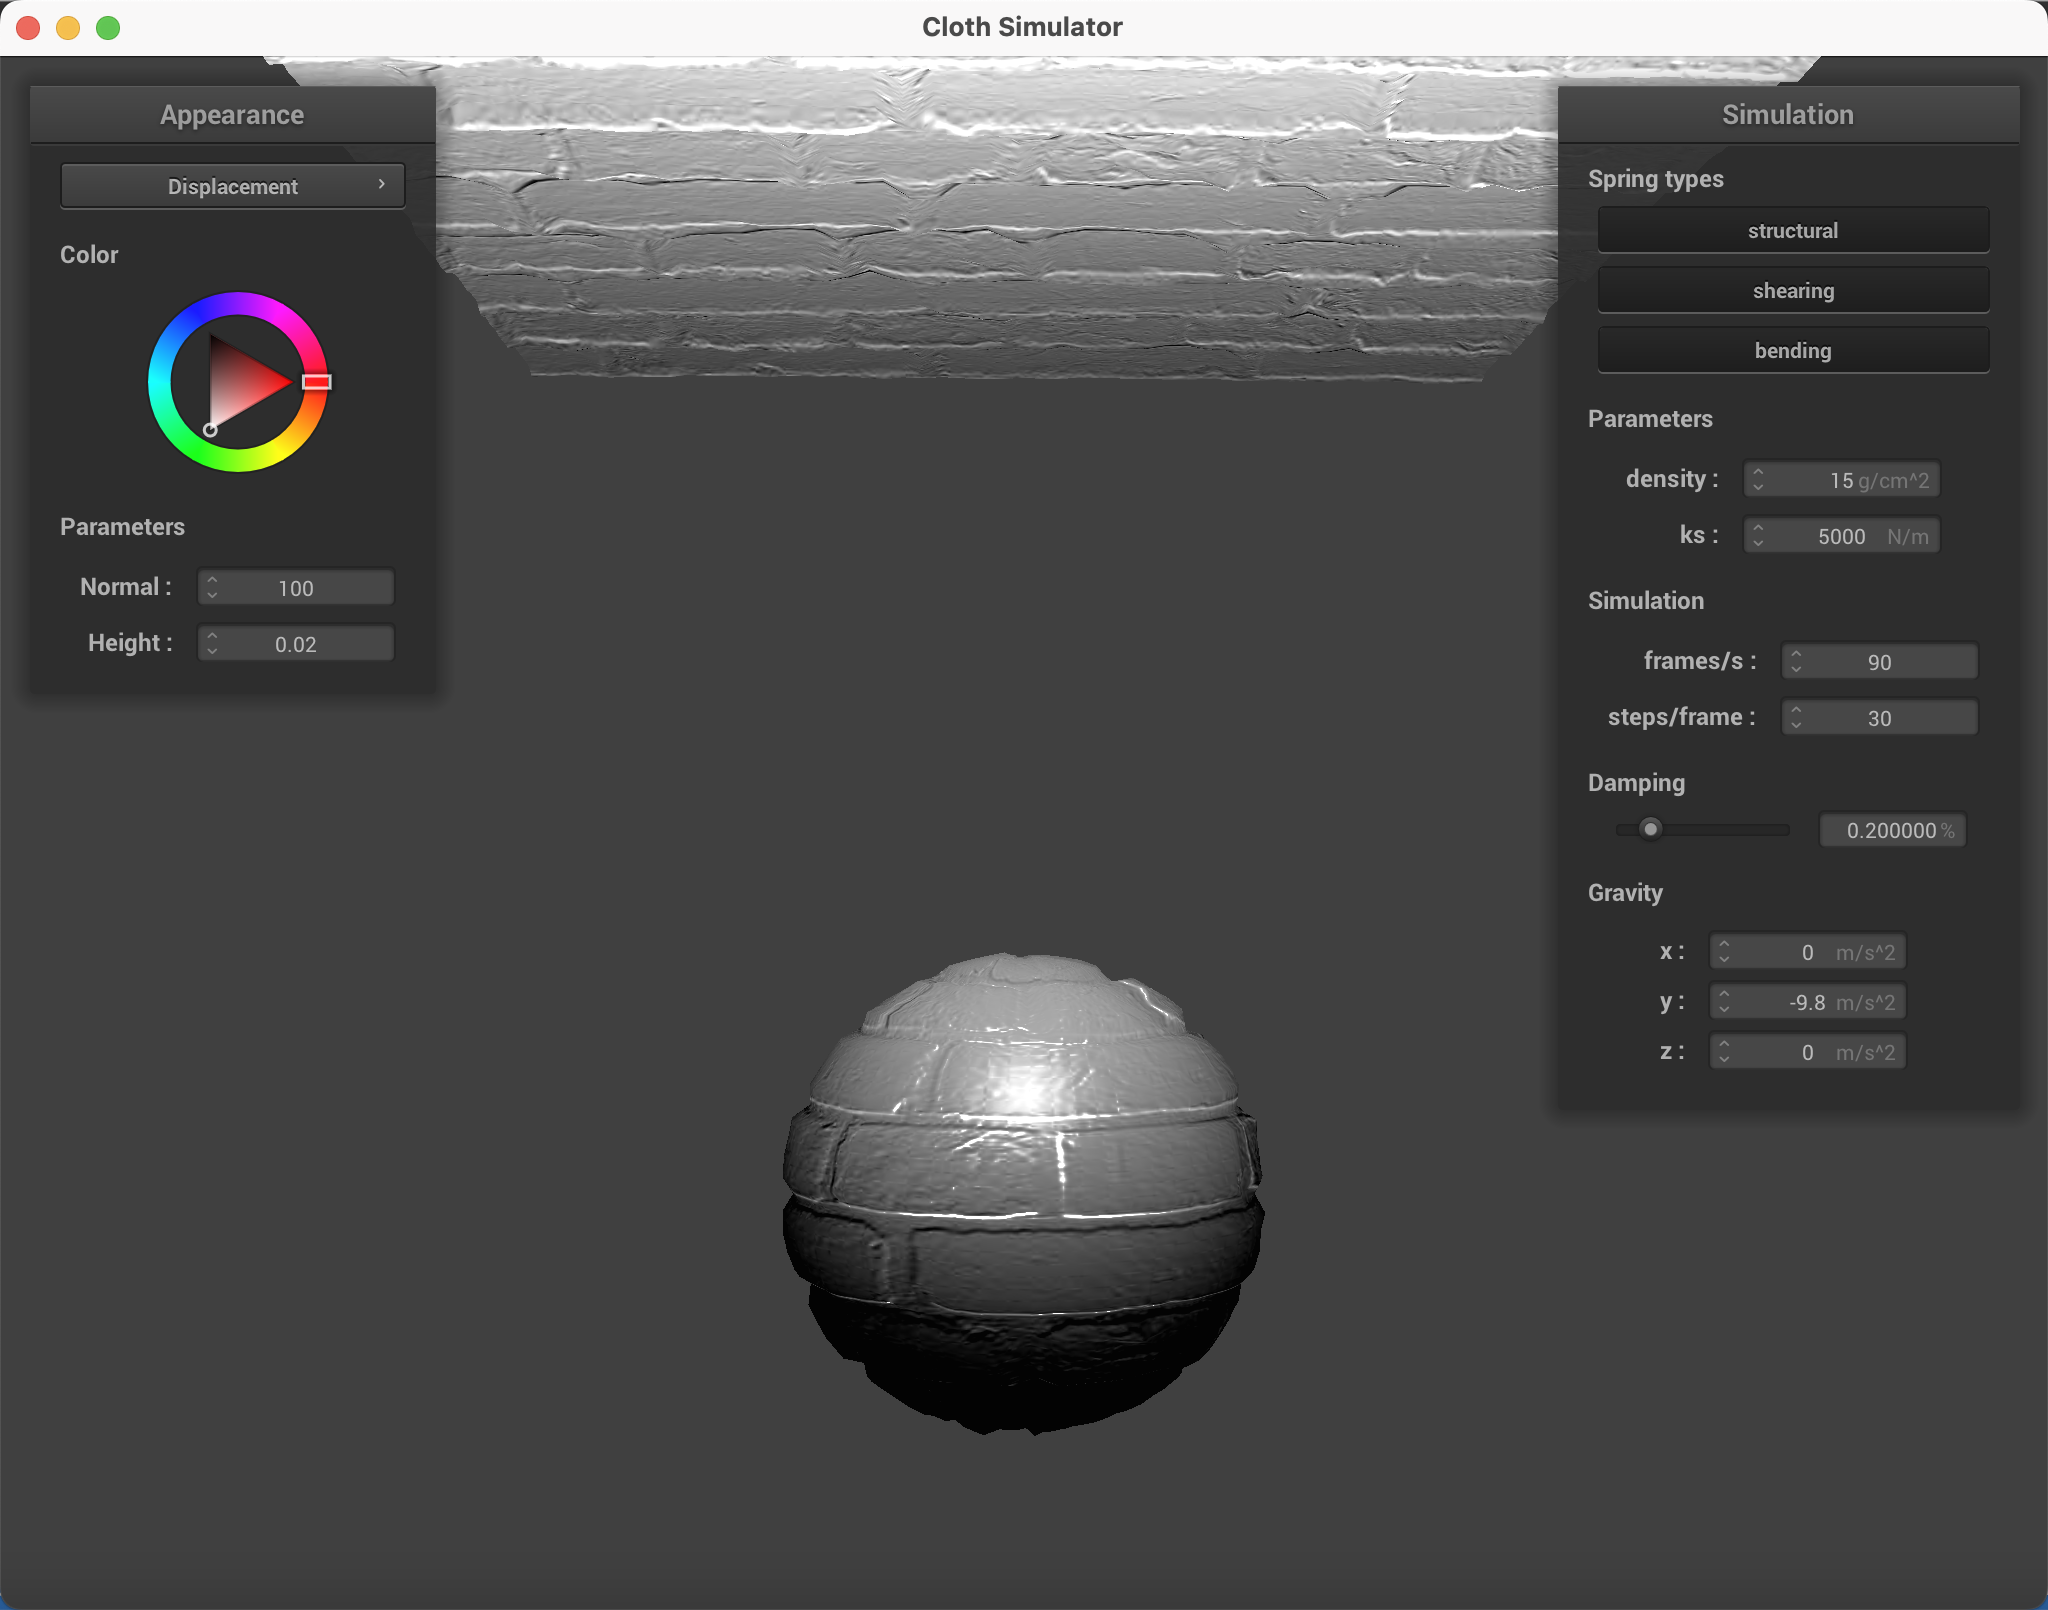 Cloth Simulator
Appearance
Displacement
Color
Parameters
Normal : 100
Height : 0.02
Simulation
Spring types
structural
shearing
bending
Parameters
density : 15 g/cm^2
ks : 5000 N/m
Simulation
frames/s : 90
steps/frame : 30
Damping
0.200000 %
Gravity
x : 0 m/s^2
y : -9.8 m/s^2
z : 0 m/s^2